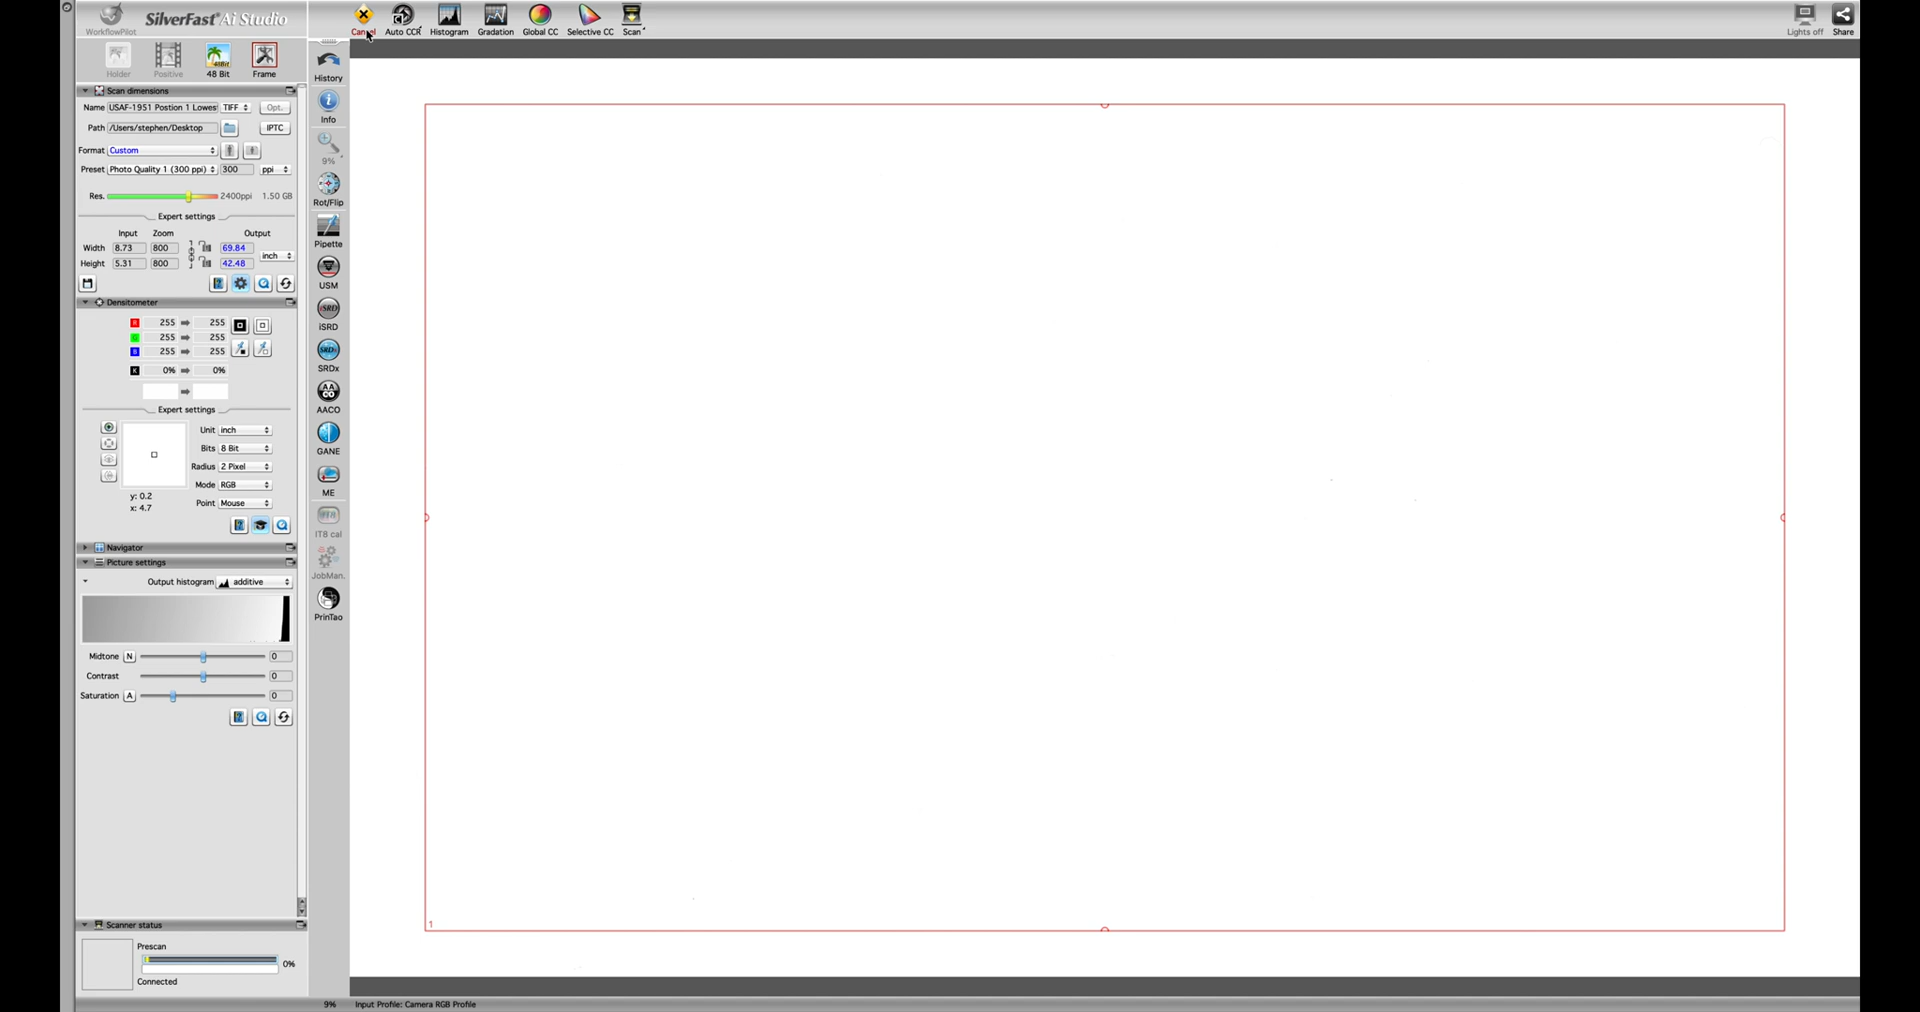 SilverFast® Ai Studio
WorkflowPilot
Cancel
Auto CCR
Histogram
Gradation
Global CC
Selective CC
Scan
Lights off
Share
Holder
Positive
48Bit
48 Bit
Frame
Scan dimensions
Name USAF-1951 Postion 1 Lowes TIFF Opt.
Path /Users/stephen/Desktop IPTC
Format Custom
Preset Photo Quality 1 (300 ppi) 300 ppi
Res. 2400ppi 1.50 GB
Expert settings
Input Zoom Output
Width 8.73 800 69.84
inch
Height 5.31 800 42.48
Densitometer
R 255 255
G 255 255
B 255 255
K 0% 0%
Expert settings
Unit inch
Bits 8 Bit
Radius 2 Pixel
Mode RGB
y: 0.2
x: 4.7
Point Mouse
Navigator
Picture settings
Output histogram additive
Midtone N 0
Contrast 0
Saturation A 0
Scanner status
Prescan
0%
Connected
History
Info
9%
Rot/Flip
Pipette
USM
iSRD
iSRD
SRDx
SRDx
AA
CO
AACO
GANE
ME
IT8 cal
JobMan.
PrinTao
1
9% Input Profile: Camera RGB Profile